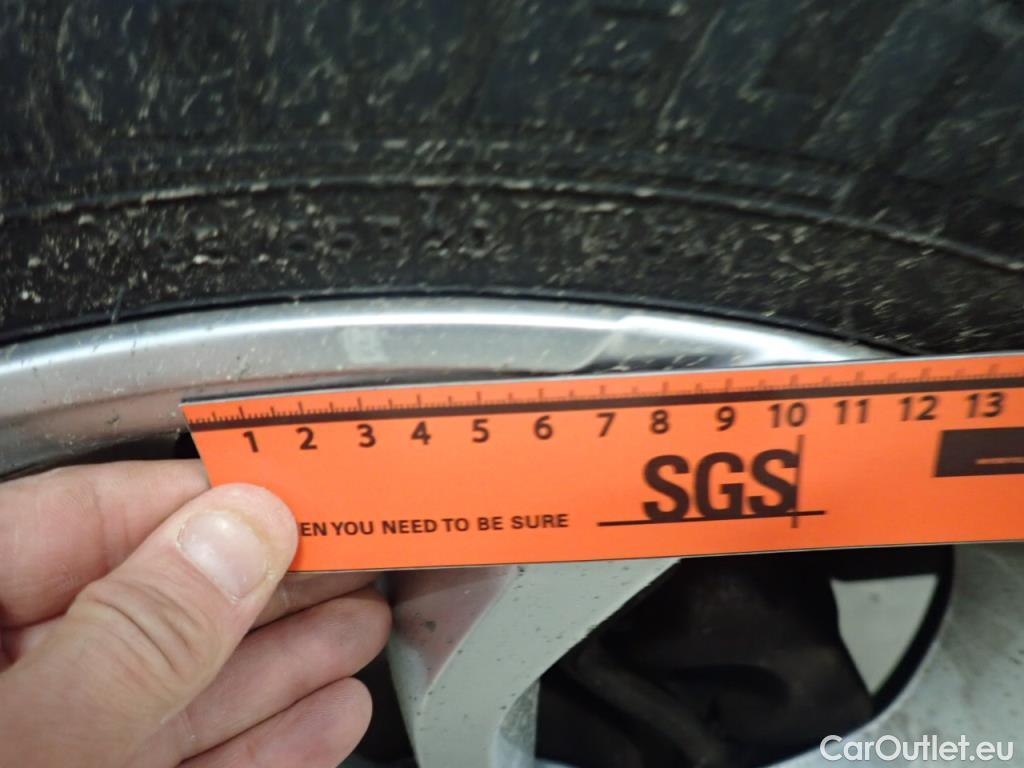 1 2 3 4 5 6 7 8 9 10 11 12 13
SGS
EN YOU NEED TO BE SURE
CarOutlet.eu